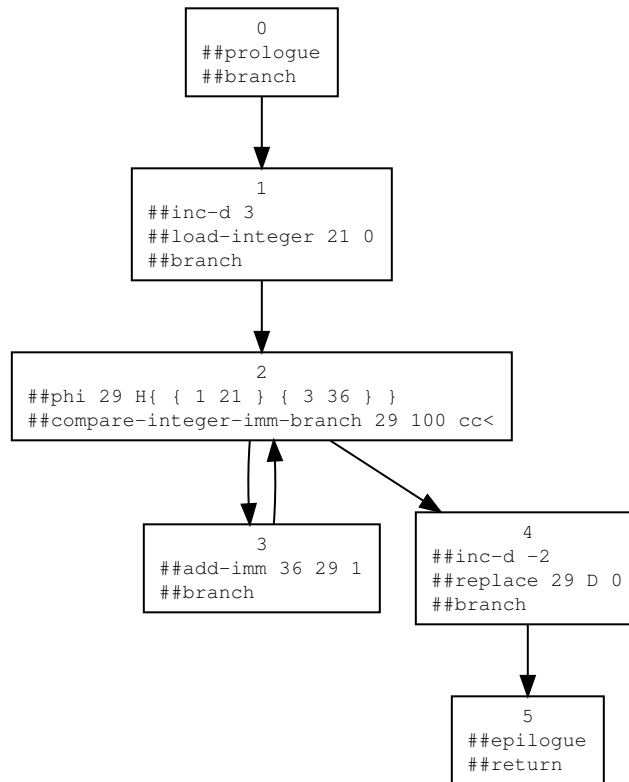 0
##prologue
##branch
1
##inc-d 3
##load-integer 21 0
##branch
2
##phi 29 H{ { 1 21 } { 3 36 } }
##compare-integer-imm-branch 29 100 cc<
3
##add-imm 36 29 1
##branch
4
##inc-d -2
##replace 29 D 0
##branch
5
##epilogue
##return